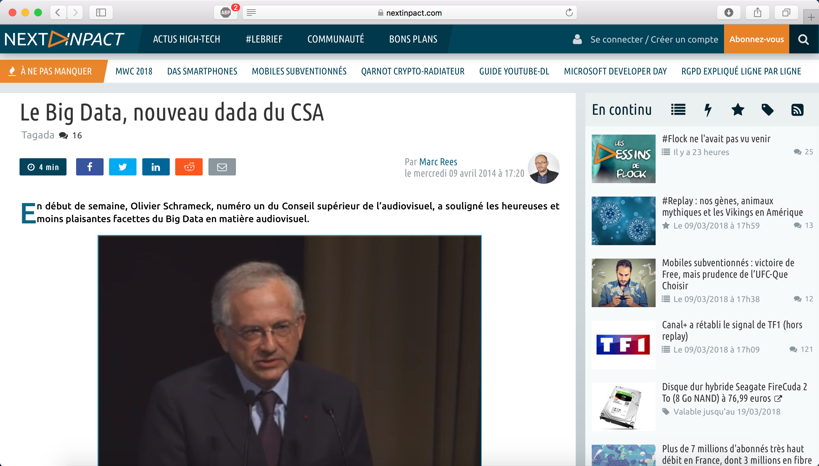 ABP
2
nextinpact.com
NEXT INPACT
ACTUS HIGH-TECH
#LEBRIEF
COMMUNAUTÉ
BONS PLANS
Se connecter / Créer un compte
Abonnez-vous
À NE PAS MANQUER
MWC 2018
DAS SMARTPHONES
MOBILES SUBVENTIONNÉS
QARNOT CRYPTO-RADIATEUR
GUIDE YOUTUBE-DL
MICROSOFT DEVELOPER DAY
RGPD EXPLIQUÉ LIGNE PAR LIGNE
Le Big Data, nouveau dada du CSA
Tagada 16
4 min
Par Marc Rees
le mercredi 09 avril 2014 à 17:20
En début de semaine, Olivier Schrameck, numéro un du Conseil supérieur de l'audiovisuel, a souligné les heureuses et
moins plaisantes facettes du Big Data en matière audiovisuel.
En continu
LES
DESSINS
DE FLOCK
#Flock ne l'avait pas vu venir
Il y a 23 heures
25
#Replay : nos gènes, animaux
mythiques et les Vikings en Amérique
Le 09/03/2018 à 17h59
13
Mobiles subventionnés : victoire de
Free, mais prudence de l'UFC-Que
Choisir
Le 09/03/2018 à 17h38
12
TF1
Canal+ a rétabli le signal de TF1 (hors
replay)
Le 09/03/2018 à 17h09
121
Disque dur hybride Seagate FireCuda 2
To (8 Go NAND) à 76,99 euros
Valable jusqu'au 19/03/2018
Plus de 7 millions d'abonnés très haut
débit en France, dont 3 millions en fibre